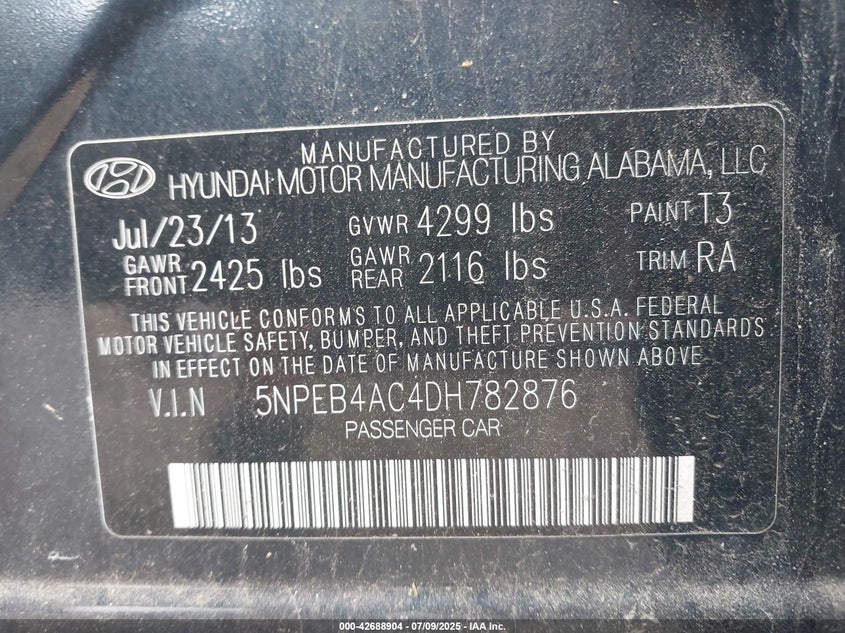 MANUFACTURED BY
HYUNDAI MOTOR MANUFACTURING ALABAMA, LLC
Jul/23/13 GVWR 4299 lbs PAINT T3
GAWR FRONT 2425 lbs GAWR REAR 2116 lbs TRIM RA
THIS VEHICLE CONFORMS TO ALL APPLICABLE U.S.A. FEDERAL
MOTOR VEHICLE SAFETY, BUMPER, AND THEFT PREVENTION STANDARDS
IN EFFECT ON THE DATE OF MANUFACTURE SHOWN ABOVE
V.I.N 5NPEB4AC4DH782876
PASSENGER CAR
000-42688904 / 07/09/2025 - IAA Inc.